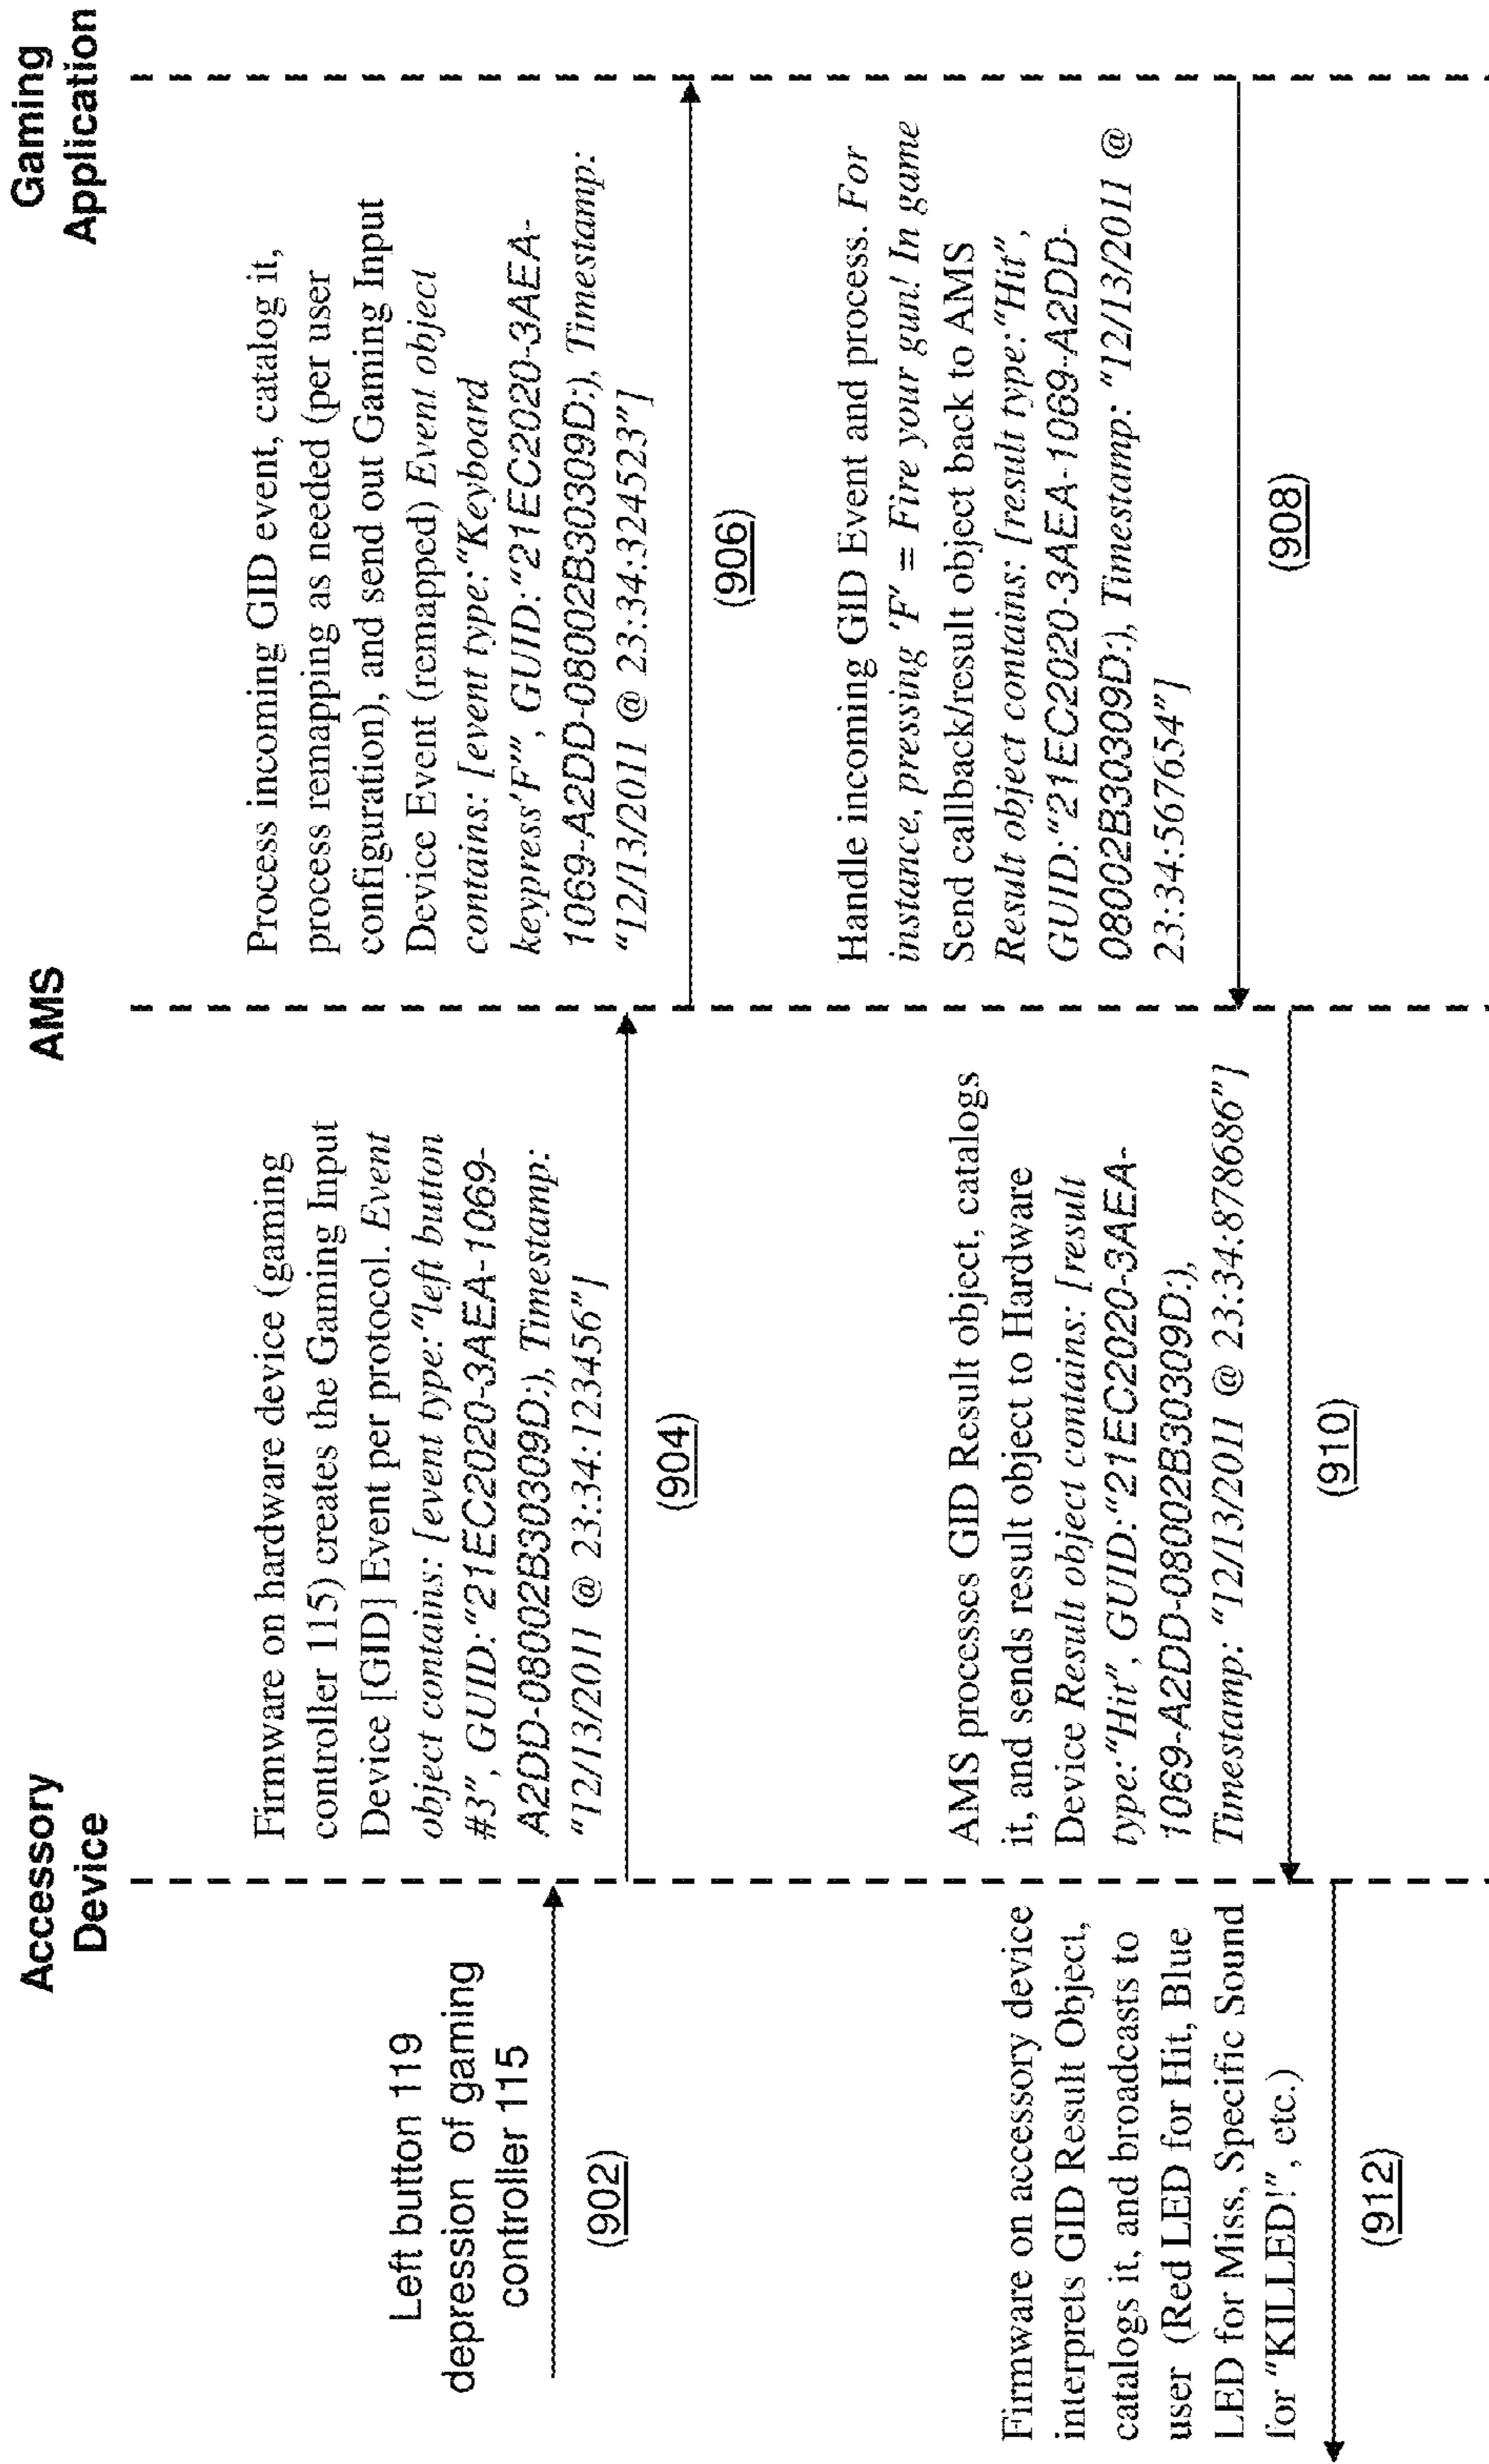 Accessory
Device
AMS
Gaming
Application
Left button 119
depression of gaming
controller 115
(902)
Firmware on hardware device (gaming
controller 115) creates the Gaming Input
Device [GID] Event per protocol. Event
object contains: [event type:"left button
#3", GUID:"21EC2020-3AEA-1069-
A2DD-08002B30309D:), Timestamp:
"12/13/2011 @ 23:34:123456"]
(904)
Process incoming GID event, catalog it,
process remapping as needed (per user
configuration), and send out Gaming Input
Device Event (remapped) Event object
contains: [event type:"Keyboard
keypress'F'", GUID:"21EC2020-3AEA-
1069-A2DD-08002B30309D:), Timestamp:
"12/13/2011 @ 23:34:324523"]
(906)
Handle incoming GID Event and process. For
instance, pressing 'F' = Fire your gun! In game
Send callback/result object back to AMS
Result object contains: [result type:"Hit",
GUID:"21EC2020-3AEA-1069-A2DD-
08002B30309D:), Timestamp: "12/13/2011 @
23:34:567654"]
(908)
AMS processes GID Result object, catalogs
it, and sends result object to Hardware
Device Result object contains: [result
type:"Hit", GUID:"21EC2020-3AEA-
1069-A2DD-08002B30309D:),
Timestamp: "12/13/2011 @ 23:34:878686"]
(910)
Firmware on accessory device
interprets GID Result Object,
catalogs it, and broadcasts to
user (Red LED for Hit, Blue
LED for Miss, Specific Sound
for "KILLED!", etc.)
(912)